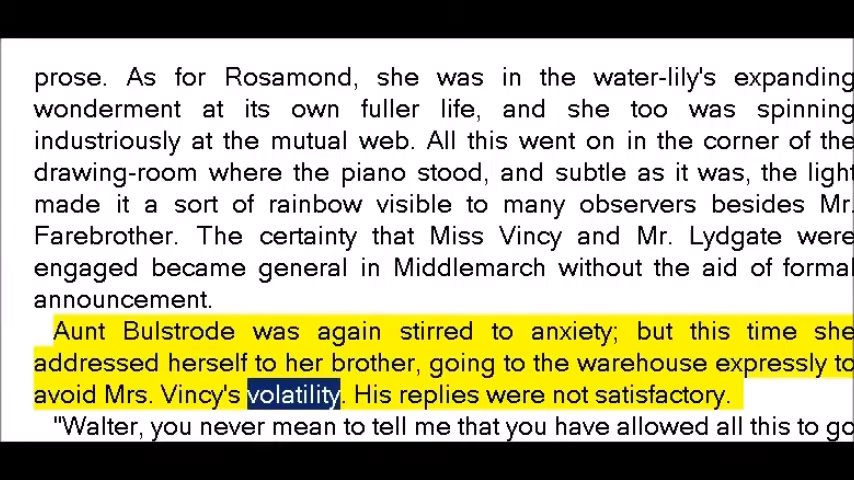 prose. As for Rosamond, she was in the water-lily's expanding
wonderment at its own fuller life, and she too was spinning
industriously at the mutual web. All this went on in the corner of the
drawing-room where the piano stood, and subtle as it was, the light
made it a sort of rainbow visible to many observers besides Mr.
Farebrother. The certainty that Miss Vincy and Mr. Lydgate were
engaged became general in Middlemarch without the aid of formal
announcement.
Aunt Bulstrode was again stirred to anxiety; but this time she
addressed herself to her brother, going to the warehouse expressly to
avoid Mrs. Vincy's volatility. His replies were not satisfactory.
"Walter, you never mean to tell me that you have allowed all this to go